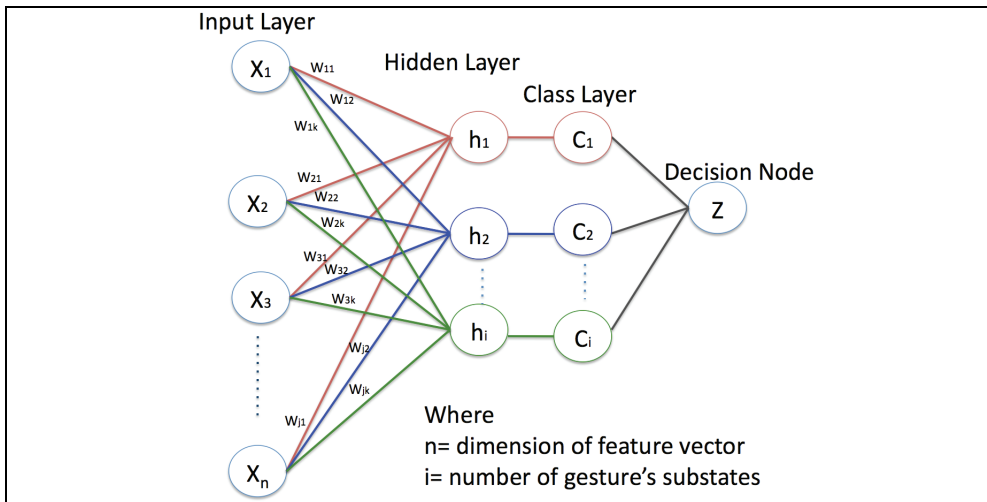 Input Layer
X1
W11
W12
W1k
Hidden Layer
Class Layer
h1
C1
Decision Node
Z
W21
X2
W22
W2k
h2
C2
W31
W32
X3
W3k
hi
Ci
Wj2
Wjk
Wj1
Xn
Where
n= dimension of feature vector
i= number of gesture’s substates